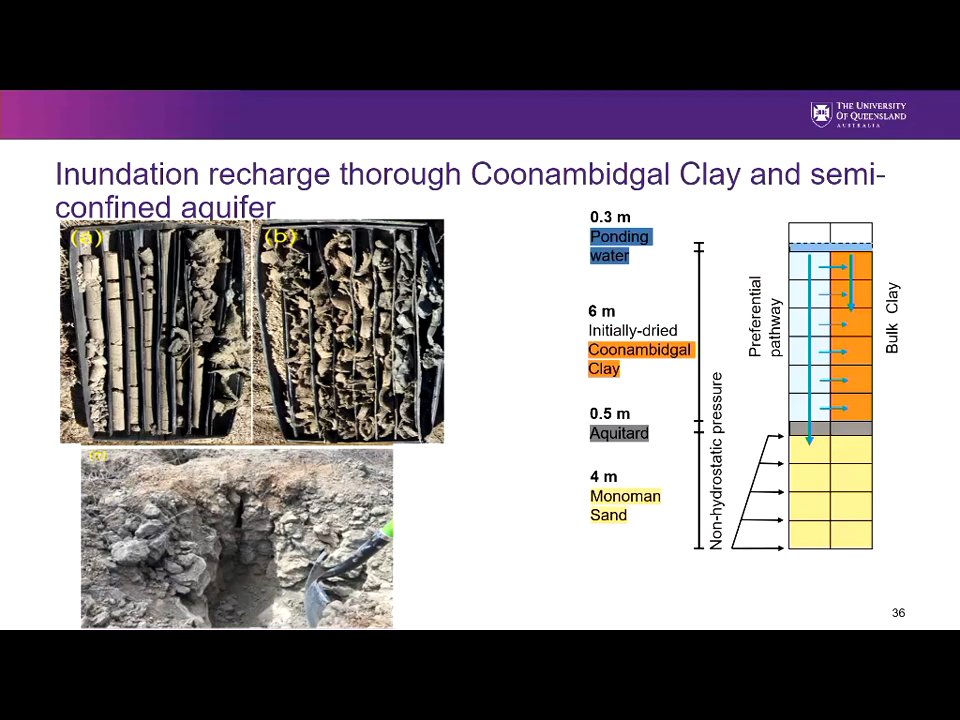 THE UNIVERSITY
OF QUEENSLAND
AUSTRALIA
Inundation recharge thorough Coonambidgal Clay and semi-
confined aquifer
(a)
(b)
(c)
0.3 m
Ponding
water
6 m
Initially-dried
Coonambidgal
Clay
0.5 m
Aquitard
4 m
Monoman
Sand
Non-hydrostatic pressure
Preferential
pathway
Bulk Clay
36